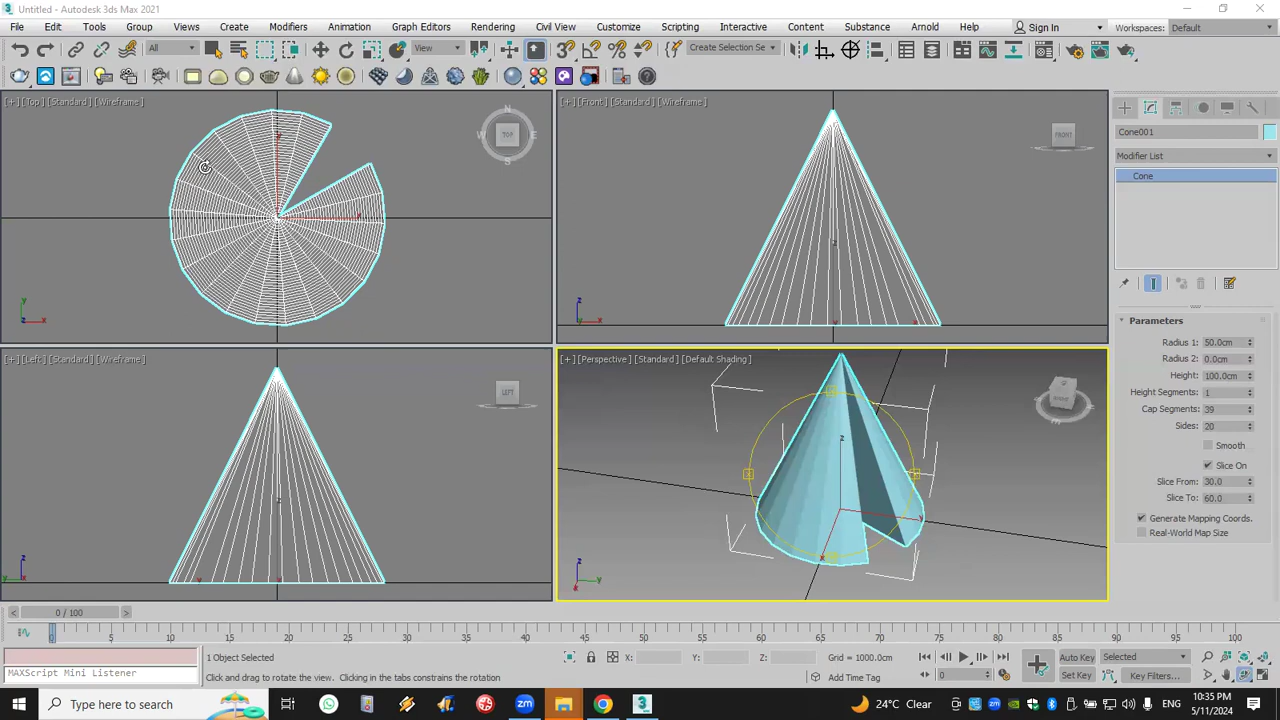 Untitled - Autodesk 3ds Max 2021
File Edit Tools Group Views Create Modifiers Animation Graph Editors Rendering Civil View Customize Scripting Interactive Content Substance Arnold Help Sign In Workspaces: Default
All View Create Selection Se
[+] [Top] [Standard] [Wireframe]
N
W TOP E
S
y
x
y
z x
[+] [Front] [Standard] [Wireframe]
FRONT
z
x
z
x
Cone001
Modifier List
Cone
Parameters
Radius 1: 50.0cm
Radius 2: 0.0cm
Height: 100.0cm
Height Segments: 1
Cap Segments: 39
Sides: 20
Smooth
Slice On
Slice From: 30.0
Slice To: 60.0
Generate Mapping Coords.
Real-World Map Size
[+] [Left] [Standard] [Wireframe]
LEFT
z
y
z
y
[+] [Perspective] [Standard] [Default Shading]
z
y
x
z
y
x
< 0 / 100 >
0 5 10 15 20 25 30 35 40 45 50 55 60 65 70 75 80 85 90 95 100
MAXScript Mini Listener
1 Object Selected
Click and drag to rotate the view. Clicking in the tabs constrains the rotation
X: Y: Z: Grid = 1000.0cm
Add Time Tag
0
Auto Key Selected
Set Key Key Filters...
Type here to search
zm
3
24°C Clear
10:35 PM
5/11/2024